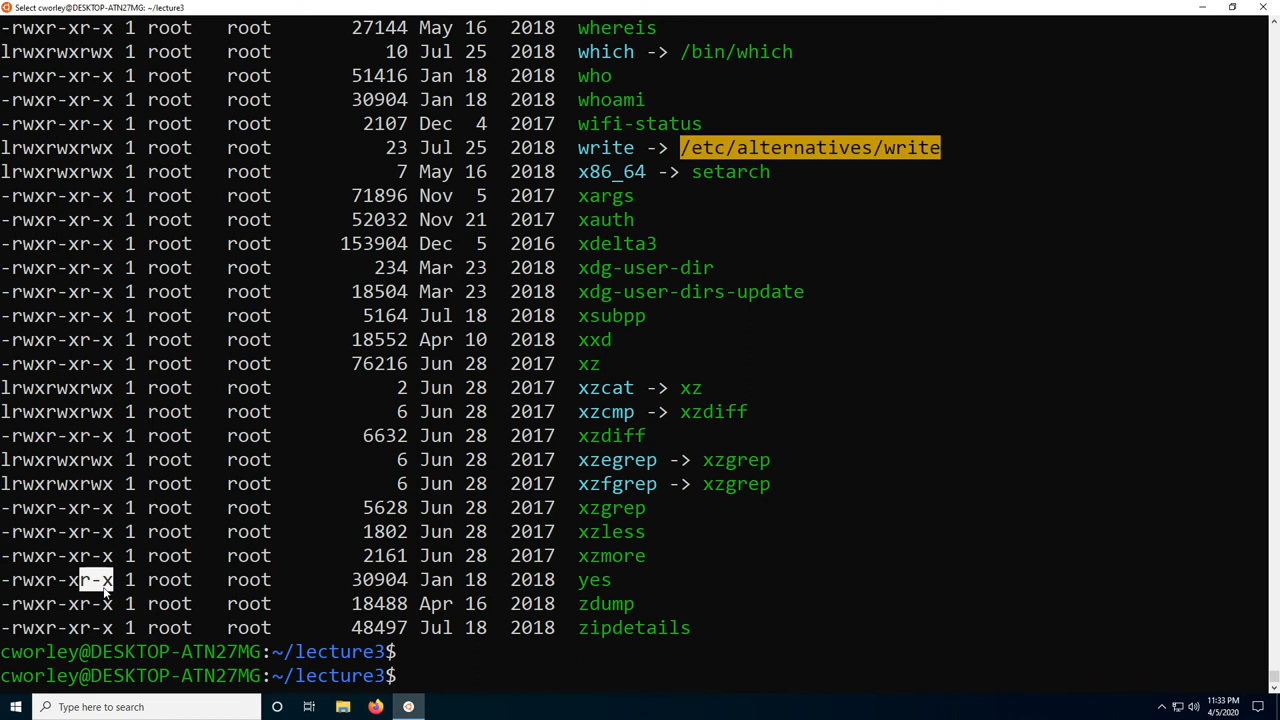 Select cworley@DESKTOP-ATN27MG: ~/lecture3
-rwxr-xr-x 1 root   root       27144 May 16  2018  whereis
lrwxrwxrwx 1 root   root          10 Jul 25  2018  which -> /bin/which
-rwxr-xr-x 1 root   root       51416 Jan 18  2018  who
-rwxr-xr-x 1 root   root       30904 Jan 18  2018  whoami
-rwxr-xr-x 1 root   root        2107 Dec  4  2017  wifi-status
lrwxrwxrwx 1 root   root          23 Jul 25  2018  write -> /etc/alternatives/write
lrwxrwxrwx 1 root   root           7 May 16  2018  x86_64 -> setarch
-rwxr-xr-x 1 root   root       71896 Nov  5  2017  xargs
-rwxr-xr-x 1 root   root       52032 Nov 21  2017  xauth
-rwxr-xr-x 1 root   root      153904 Dec  5  2016  xdelta3
-rwxr-xr-x 1 root   root         234 Mar 23  2018  xdg-user-dir
-rwxr-xr-x 1 root   root       18504 Mar 23  2018  xdg-user-dirs-update
-rwxr-xr-x 1 root   root        5164 Jul 18  2018  xsubpp
-rwxr-xr-x 1 root   root       18552 Apr 10  2018  xxd
-rwxr-xr-x 1 root   root       76216 Jun 28  2017  xz
lrwxrwxrwx 1 root   root           2 Jun 28  2017  xzcat -> xz
lrwxrwxrwx 1 root   root           6 Jun 28  2017  xzcmp -> xzdiff
-rwxr-xr-x 1 root   root        6632 Jun 28  2017  xzdiff
lrwxrwxrwx 1 root   root           6 Jun 28  2017  xzegrep -> xzgrep
lrwxrwxrwx 1 root   root           6 Jun 28  2017  xzfgrep -> xzgrep
-rwxr-xr-x 1 root   root        5628 Jun 28  2017  xzgrep
-rwxr-xr-x 1 root   root        1802 Jun 28  2017  xzless
-rwxr-xr-x 1 root   root        2161 Jun 28  2017  xzmore
-rwxr-xr-x 1 root   root       30904 Jan 18  2018  yes
-rwxr-xr-x 1 root   root       18488 Apr 16  2018  zdump
-rwxr-xr-x 1 root   root       48497 Jul 18  2018  zipdetails
cworley@DESKTOP-ATN27MG:~/lecture3$
cworley@DESKTOP-ATN27MG:~/lecture3$
Type here to search
11:33 PM
4/5/2020